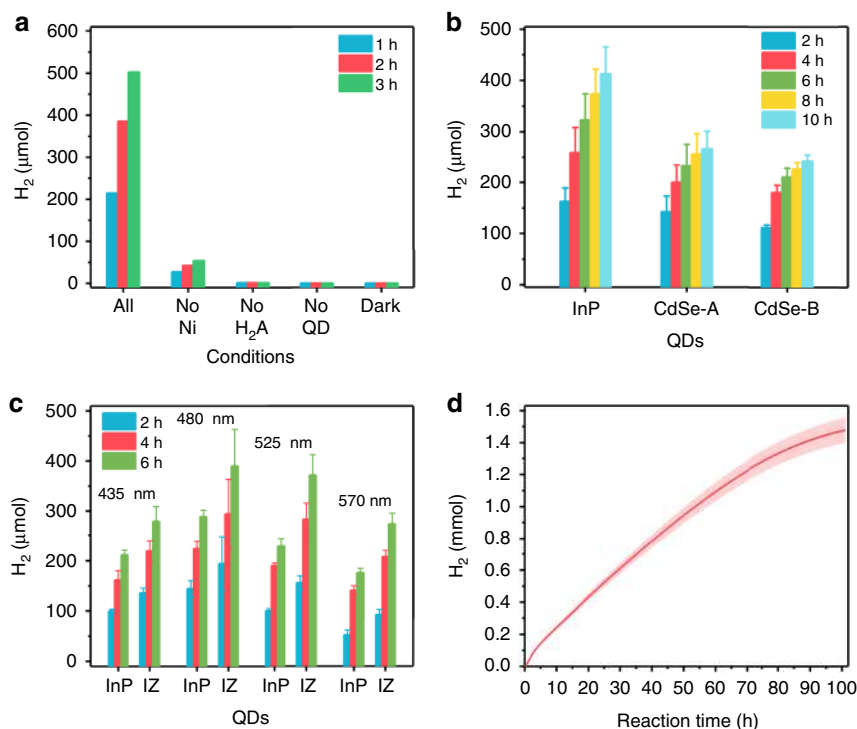 a
600
500
400
300
200
100
0
H₂ (μmol)
1 h
2 h
3 h
All No Ni No H₂A No QD Dark
Conditions
b
500
400
300
200
100
0
H₂ (μmol)
2 h
4 h
6 h
8 h
10 h
InP CdSe-A CdSe-B
QDs
c
500
400
300
200
100
0
H₂ (μmol)
2 h
4 h
6 h
435 nm
480 nm
525 nm
570 nm
InP IZ InP IZ InP IZ InP IZ
QDs
d
1.6
1.4
1.2
1.0
0.8
0.6
0.4
0.2
0.0
H₂ (mmol)
0 10 20 30 40 50 60 70 80 90 100
Reaction time (h)